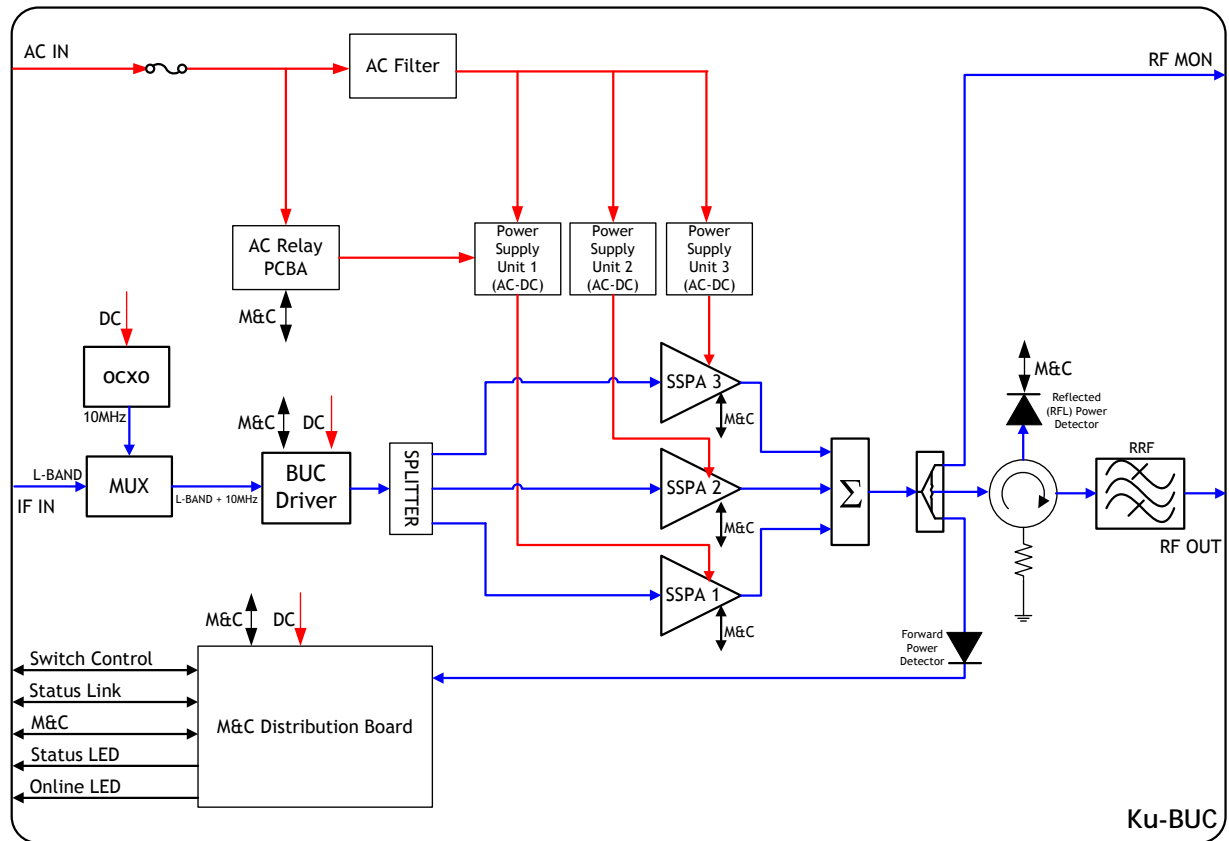 AC IN
AC Filter
RF MON
AC Relay
PCBA
Power
Supply
Unit 1
(AC-DC)
Power
Supply
Unit 2
(AC-DC)
Power
Supply
Unit 3
(AC-DC)
M&C
DC
OCXO
10MHz
M&C
DC
L-BAND
IF IN
MUX
L-BAND + 10MHz
BUC
Driver
SPLITTER
SSPA 3
M&C
SSPA 2
M&C
SSPA 1
M&C
Σ
M&C
Reflected
(RFL) Power
Detector
RRF
RF OUT
Forward
Power
Detector
M&C
DC
Switch Control
Status Link
M&C
Status LED
Online LED
M&C Distribution Board
Ku-BUC